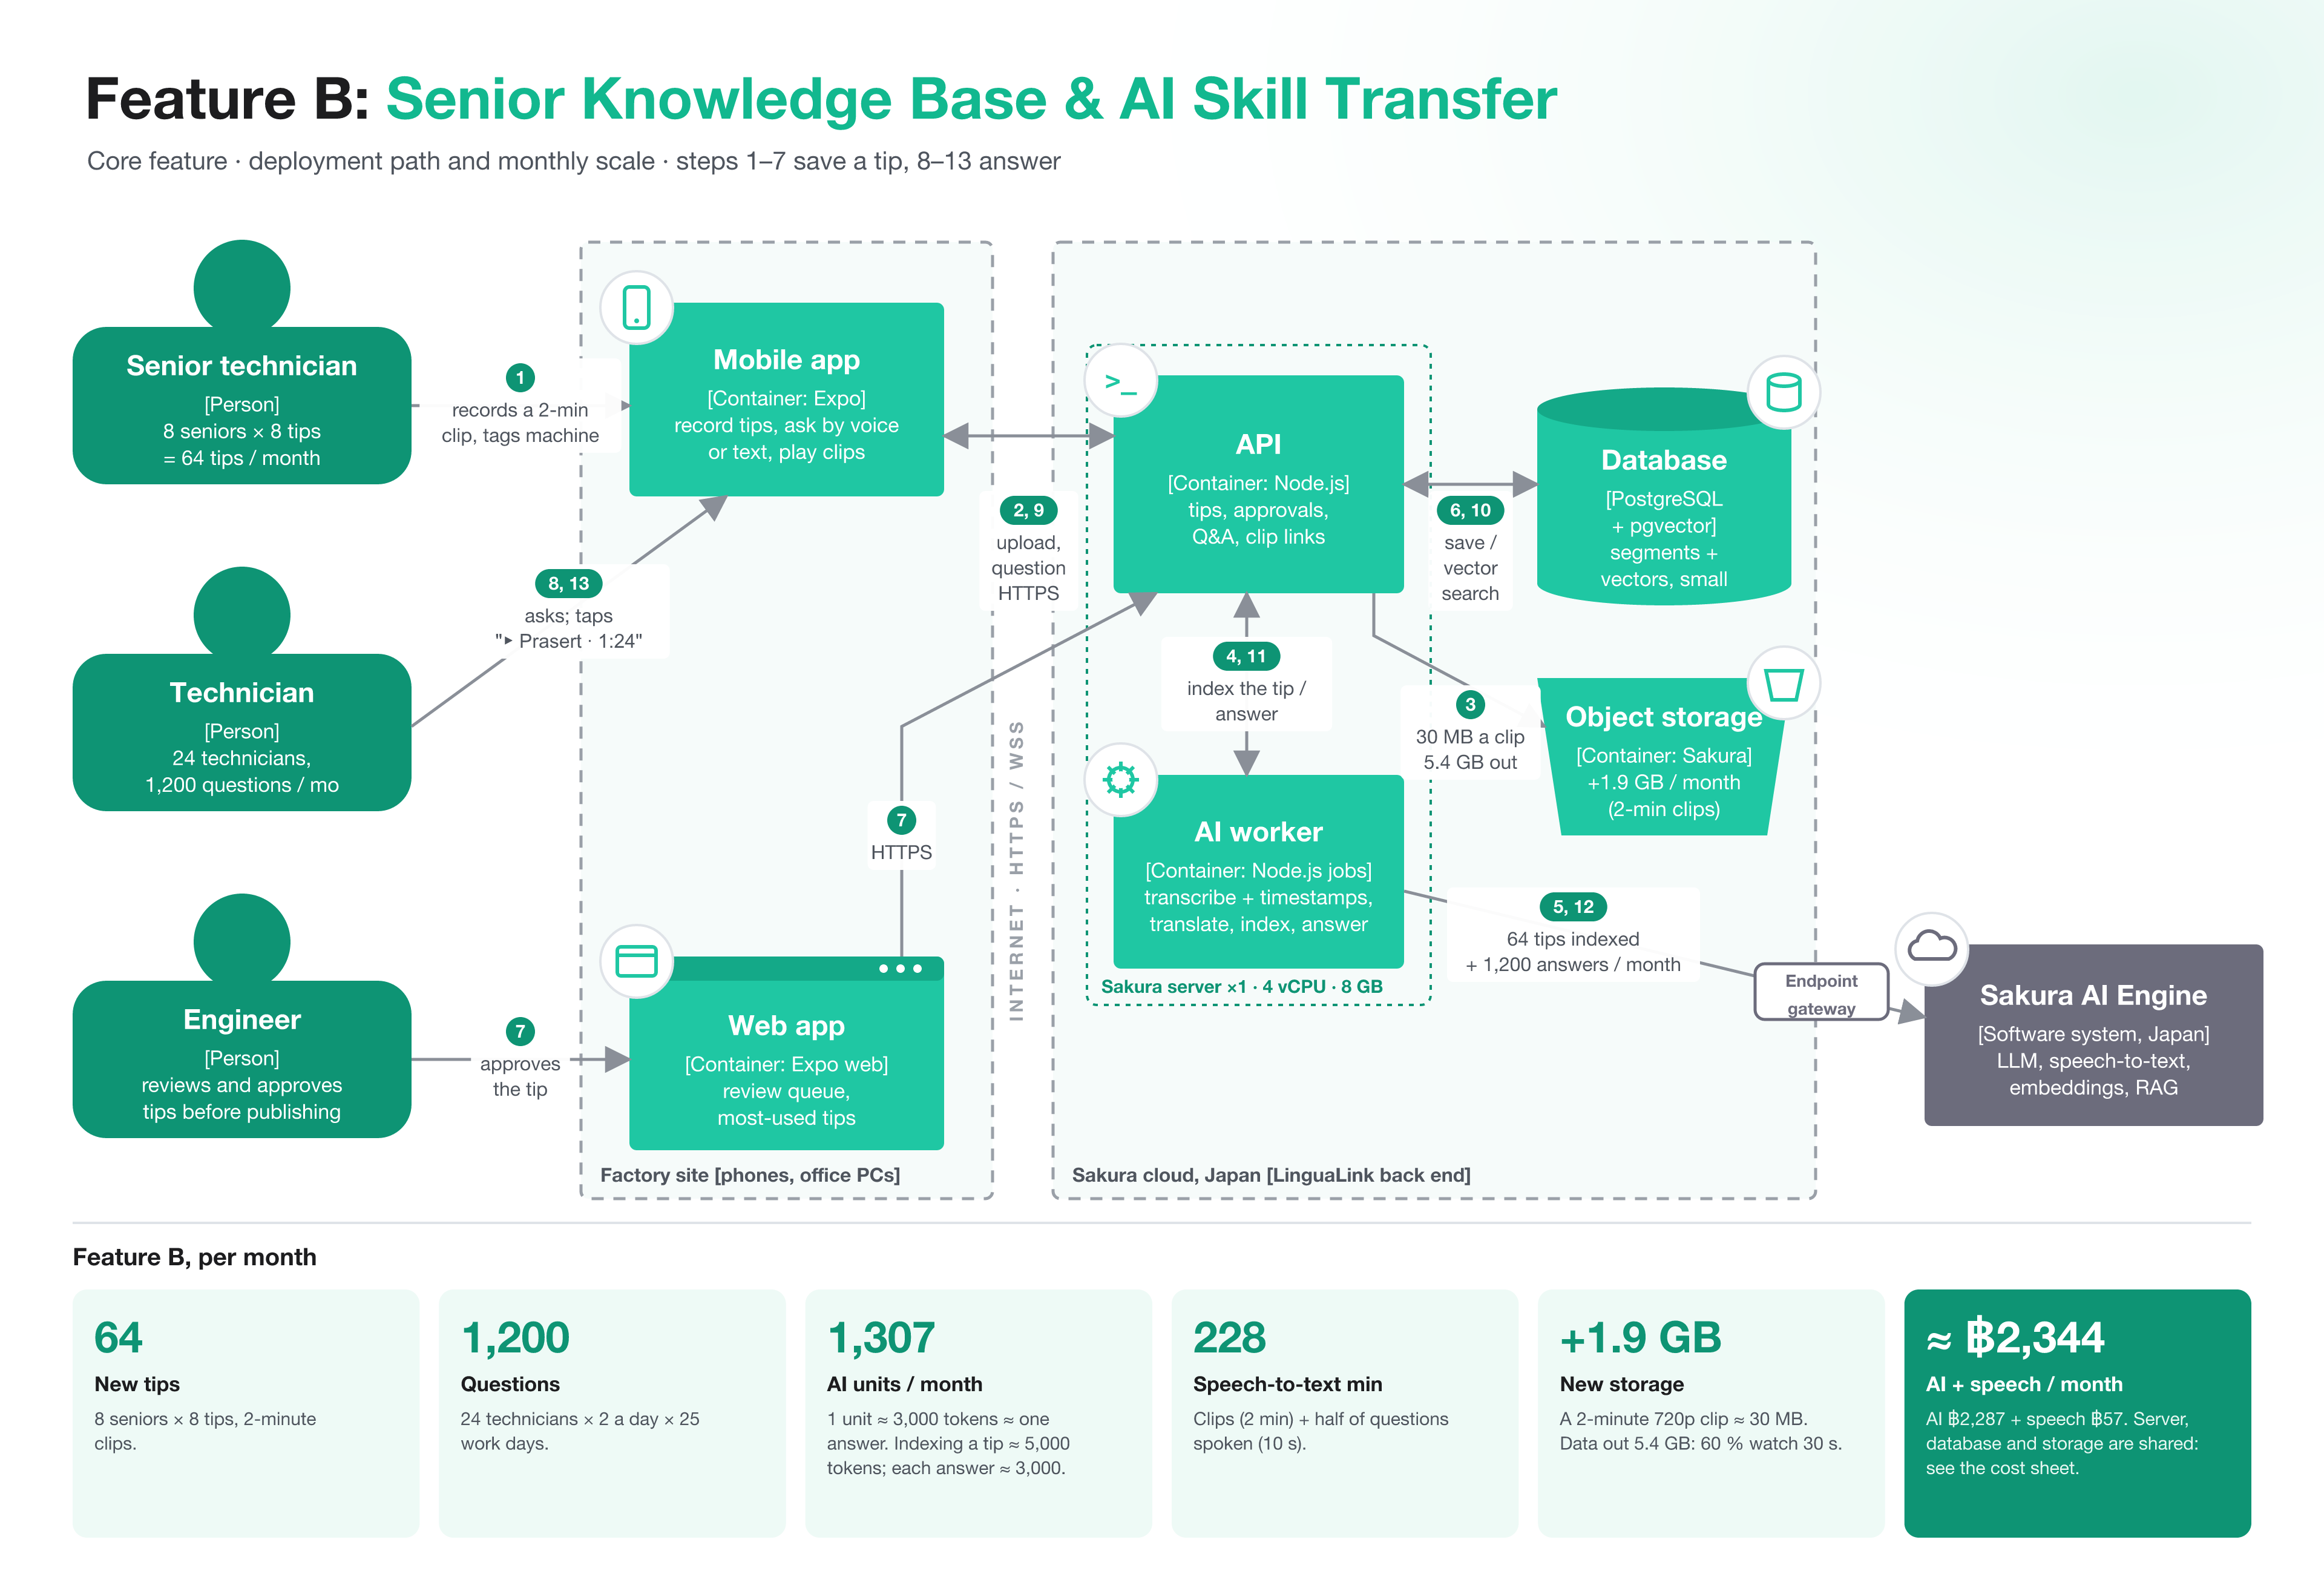 Feature B: Senior Knowledge Base & AI Skill Transfer
Core feature · deployment path and monthly scale · steps 1–7 save a tip, 8–13 answer
Senior technician
[Person]
8 seniors × 8 tips
= 64 tips / month
1
records a 2-min
clip, tags machine
Mobile app
[Container: Expo]
record tips, ask by voice
or text, play clips
2, 9
upload,
question
HTTPS
>_
API
[Container: Node.js]
tips, approvals,
Q&A, clip links
6, 10
save /
vector
search
Database
[PostgreSQL
+ pgvector]
segments +
vectors, small
Technician
[Person]
24 technicians,
1,200 questions / mo
8, 13
asks; taps
"▶ Prasert · 1:24"
4, 11
index the tip /
answer
3
30 MB a clip
5.4 GB out
Object storage
[Container: Sakura]
+1.9 GB / month
(2-min clips)
7
HTTPS
INTERNET · HTTPS / WSS
AI worker
[Container: Node.js jobs]
transcribe + timestamps,
translate, index, answer
Sakura server ×1 · 4 vCPU · 8 GB
5, 12
64 tips indexed
+ 1,200 answers / month
Endpoint
gateway
Sakura AI Engine
[Software system, Japan]
LLM, speech-to-text,
embeddings, RAG
Engineer
[Person]
reviews and approves
tips before publishing
7
approves
the tip
Web app
[Container: Expo web]
review queue,
most-used tips
Factory site [phones, office PCs]
Sakura cloud, Japan [LinguaLink back end]
Feature B, per month
64
New tips
8 seniors × 8 tips, 2-minute
clips.
1,200
Questions
24 technicians × 2 a day × 25
work days.
1,307
AI units / month
1 unit ≈ 3,000 tokens ≈ one
answer. Indexing a tip ≈ 5,000
tokens; each answer ≈ 3,000.
228
Speech-to-text min
Clips (2 min) + half of questions
spoken (10 s).
+1.9 GB
New storage
A 2-minute 720p clip ≈ 30 MB.
Data out 5.4 GB: 60 % watch 30 s.
≈ ฿2,344
AI + speech / month
AI ฿2,287 + speech ฿57. Server,
database and storage are shared:
see the cost sheet.